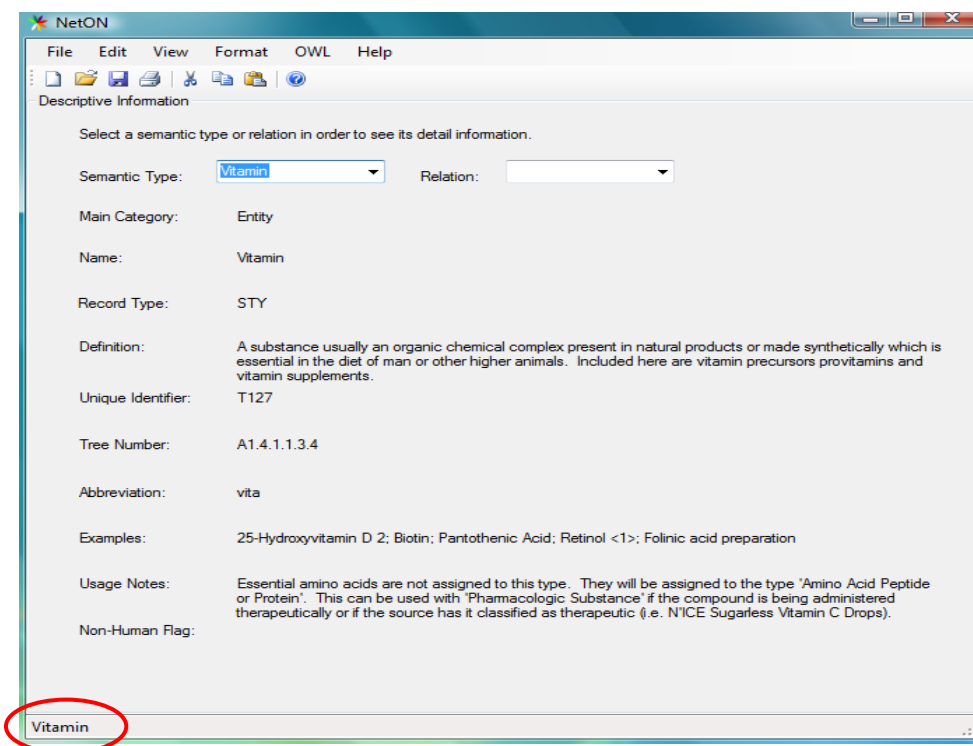 NetON
File Edit View Format OWL Help
Descriptive Information
Select a semantic type or relation in order to see its detail information.
Semantic Type: Vitamin Relation:
Main Category: Entity
Name: Vitamin
Record Type: STY
Definition: A substance usually an organic chemical complex present in natural products or made synthetically which is
essential in the diet of man or other higher animals. Included here are vitamin precursors provitamins and
vitamin supplements.
Unique Identifier: T127
Tree Number: A1.4.1.1.3.4
Abbreviation: vita
Examples: 25-Hydroxyvitamin D 2; Biotin; Pantothenic Acid; Retinol <1>; Folinic acid preparation
Usage Notes: Essential amino acids are not assigned to this type. They will be assigned to the type 'Amino Acid Peptide
or Protein'. This can be used with 'Pharmacologic Substance' if the compound is being administered
therapeutically or if the source has it classified as therapeutic (i.e. N'ICE Sugarless Vitamin C Drops).
Non-Human Flag:
Vitamin